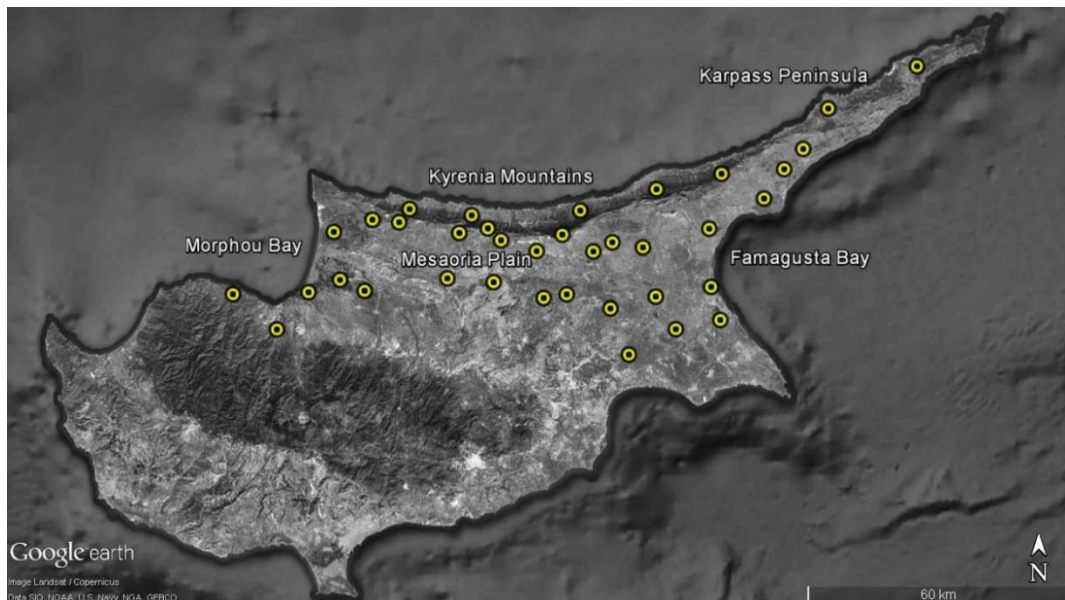 Karpass Peninsula
Kyrenia Mountains
Morphou Bay
Mesaoria Plain
Famagusta Bay
Google earth
Image Landsat / Copernicus
Data SIO, NOAA, U.S. Navy, NGA, GEBCO
N
60 km